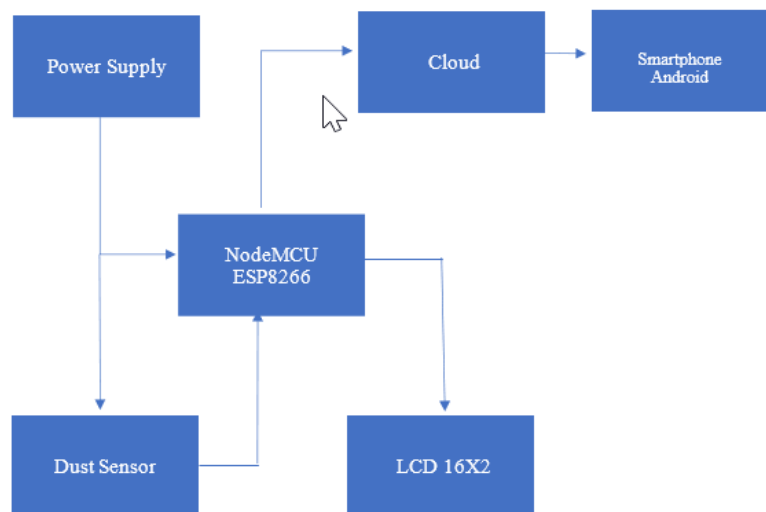 Power Supply
Cloud
Smartphone
Android
NodeMCU
ESP8266
Dust Sensor
LCD 16X2